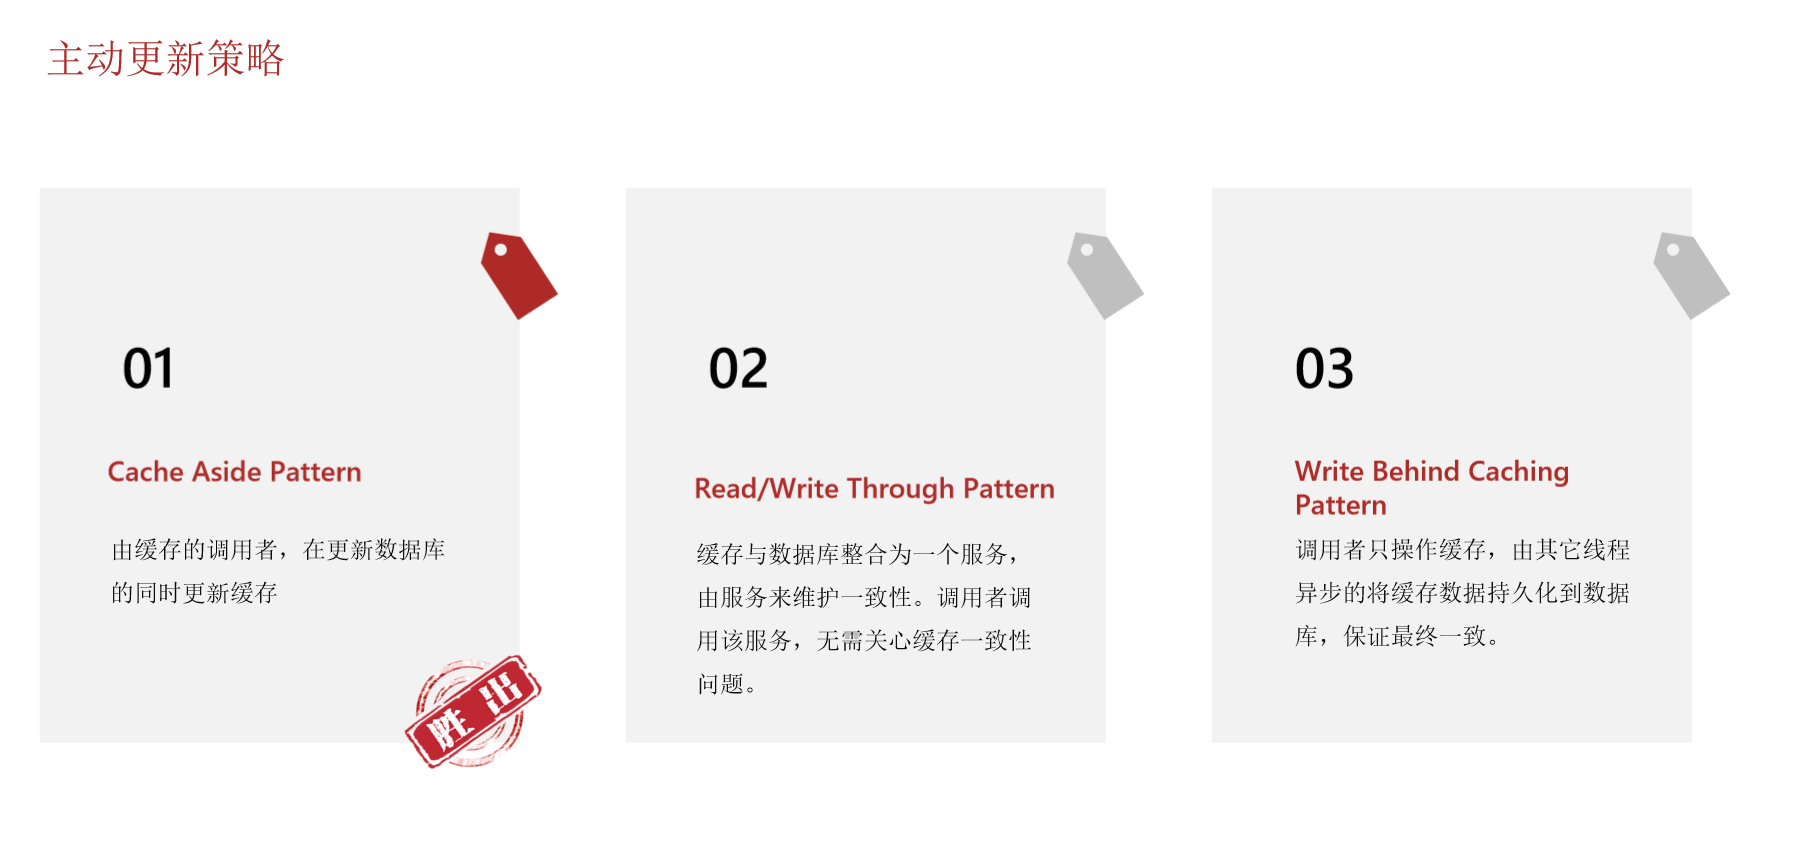 主动更新策略
01
Cache Aside Pattern
由缓存的调用者，在更新数据库
的同时更新缓存
胜出
02
Read/Write Through Pattern
缓存与数据库整合为一个服务，
由服务来维护一致性。调用者调
用该服务，无需关心缓存一致性
问题。
03
Write Behind Caching
Pattern
调用者只操作缓存，由其它线程
异步的将缓存数据持久化到数据
库，保证最终一致。